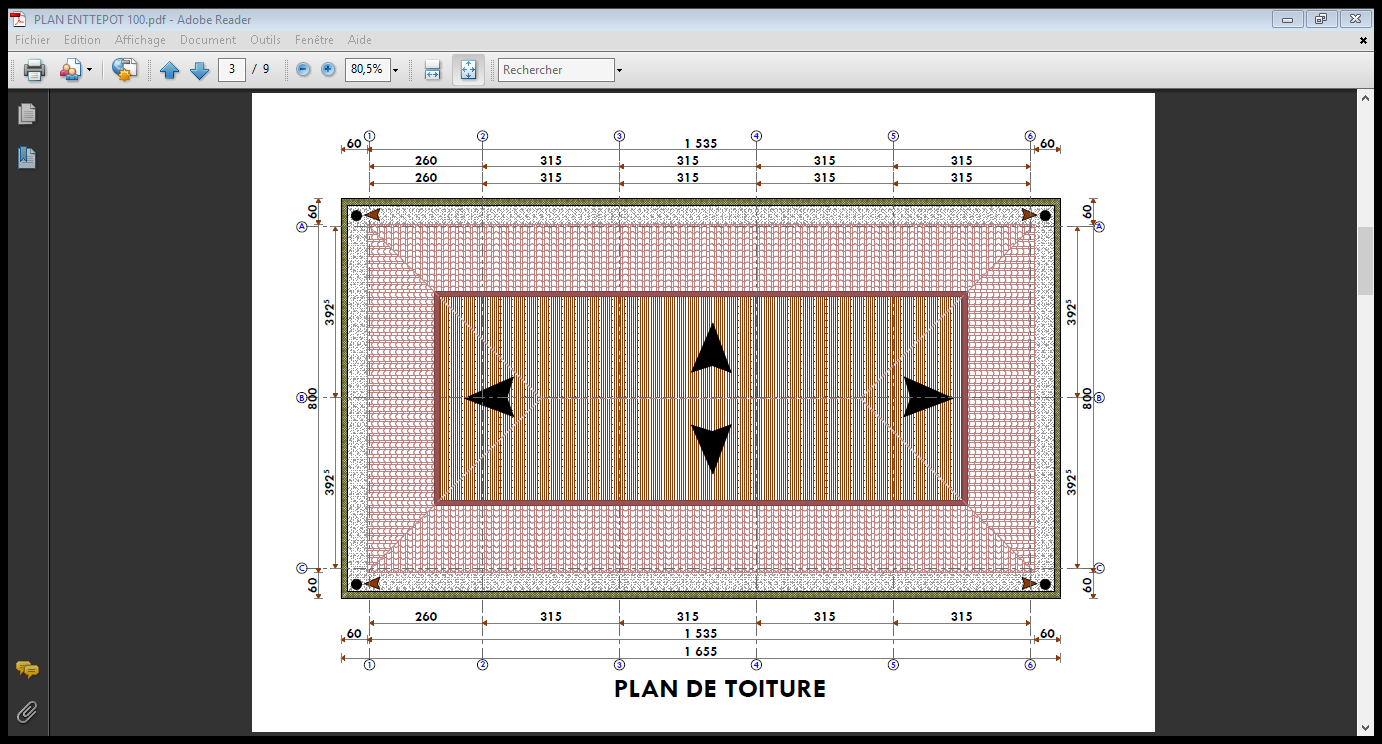 PLAN ENTTEPOT 100.pdf - Adobe Reader
Fichier Edition Affichage Document Outils Fenêtre Aide
3 / 9 80,5% Rechercher
1 2 3 4 5 6
60 1 535 60
260 315 315 315 315
260 315 315 315 315
60 60
A A
392⁵ 392⁵
B 800 800 B
392⁵ 392⁵
C C
60 60
260 315 315 315 315
60 1 535 60
1 655
1 2 3 4 5 6
PLAN DE TOITURE